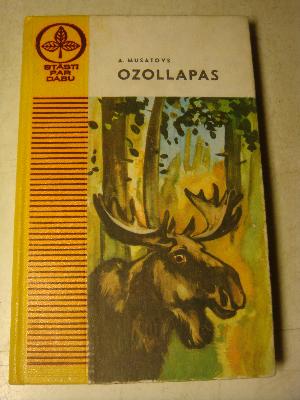 STĀSTI
PAR
DABU
A. MUSATOVS
OZOLLAPAS